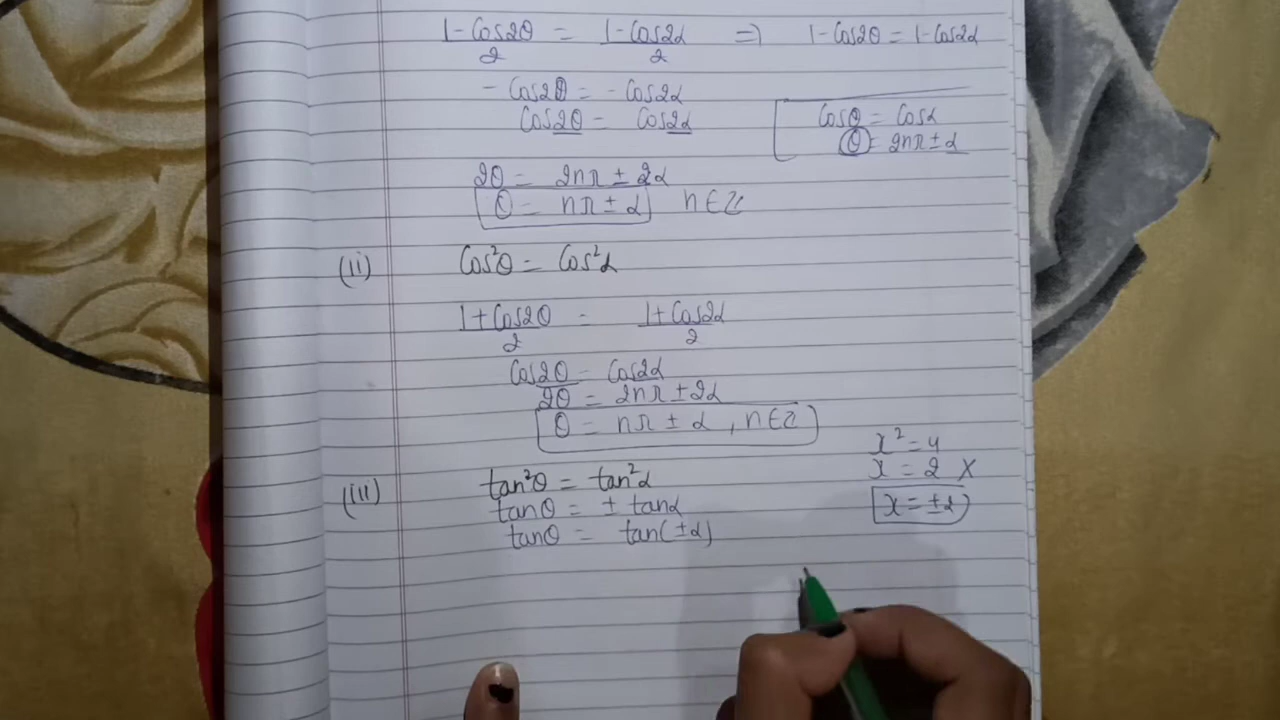 1-Cos2θ/2 = 1-Cos2α/2 ⇒ 1-Cos2θ = 1-Cos2α
- Cos2θ = - Cos2α
Cos2θ = Cos2α
Cosθ = Cosα
θ = 2nπ ± α
2θ = 2nπ ± 2α
θ = nπ ± α n∈Z
(ii) Cos²θ = Cos²α
1+Cos2θ/2 = 1+Cos2α/2
Cos2θ = Cos2α
2θ = 2nπ ± 2α
θ = nπ ± α , n∈Z
x² = 4
x = 2 X
x = ±2
(iii) tan²θ = tan²α
tanθ = ± tanα
tanθ = tan(±α)